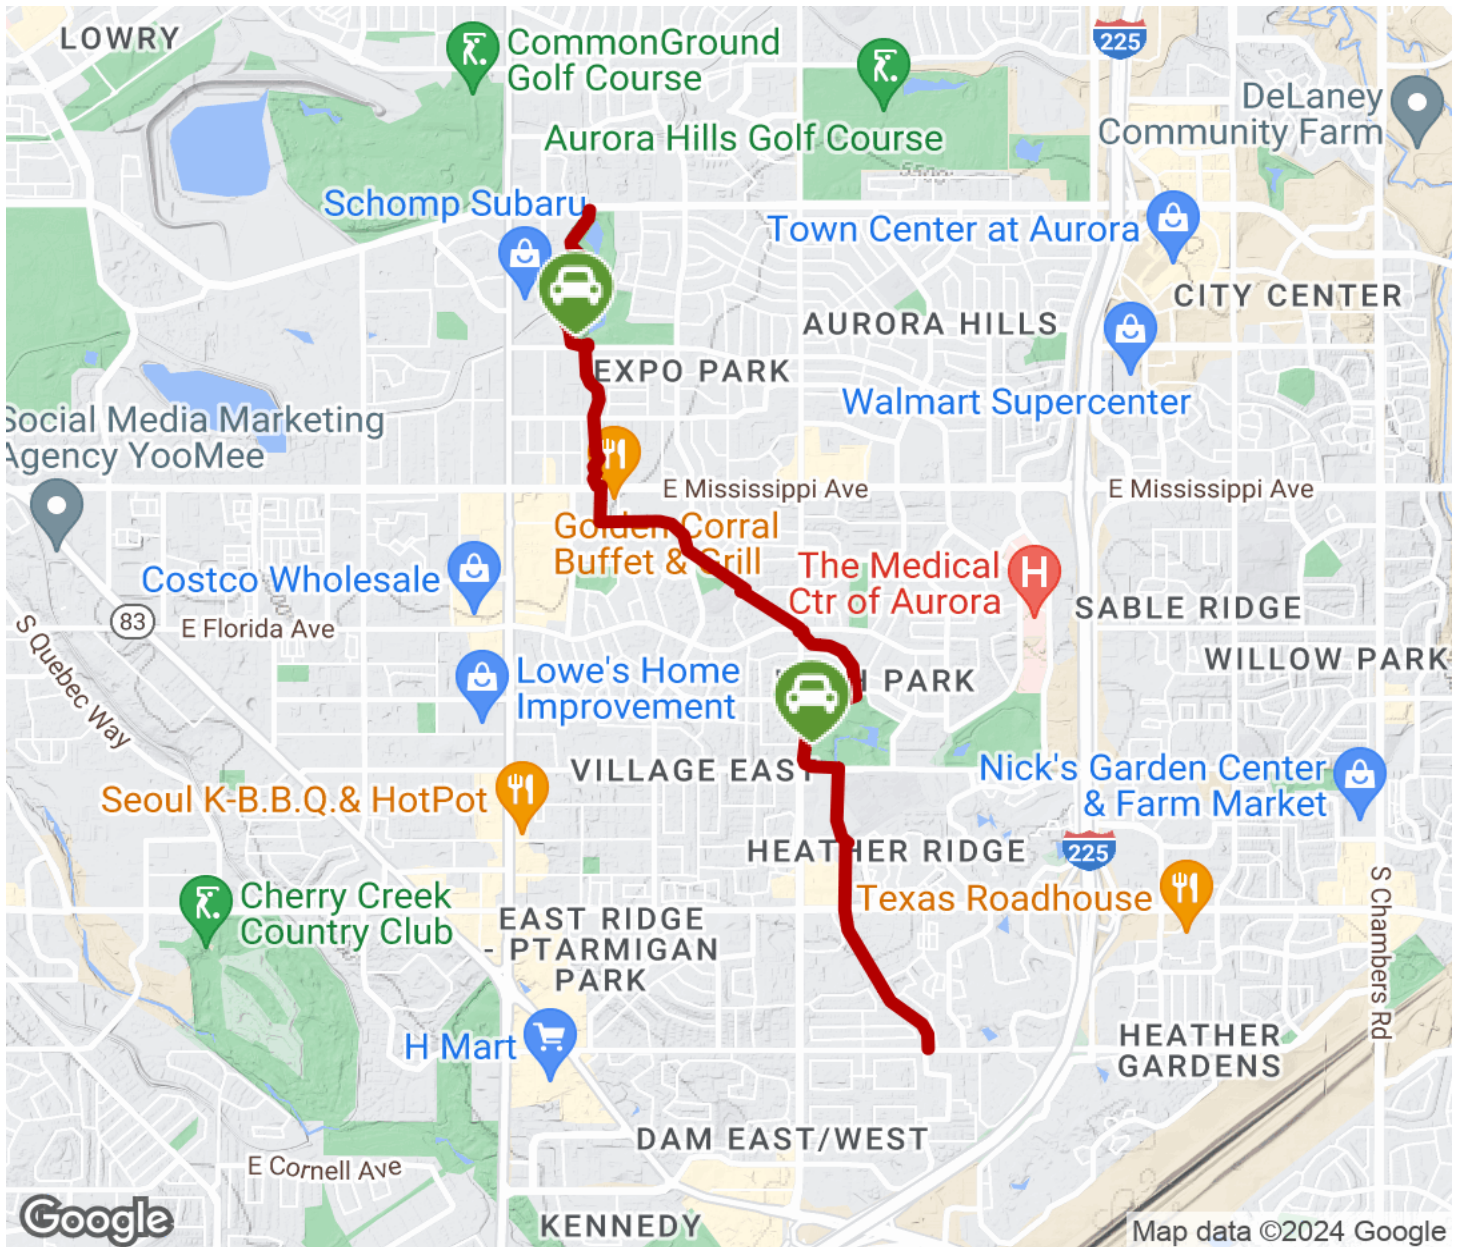 LOWRY
CommonGround
Golf Course
225
DeLaney
Community Farm
Aurora Hills Golf Course
5500
Schomp Subaru
Town Center at Aurora
CITY CENTER
AURORA HILLS
EXPO PARK
Walmart Supercenter
Social Media Marketing
Agency YooMee
E Mississippi Ave
E Mississippi Ave
Golden Corral
Buffet & Grill
The Medical
Ctr of Aurora
H
Costco Wholesale
83
E Florida Ave
SABLE RIDGE
S Quebec Way
WILLOW PARK
Lowe's Home
Improvement
PARK
VILLAGE EAST
Nick's Garden Center
& Farm Market
Seoul K-B.B.Q.& HotPot
HEATHER RIDGE
225
S Chambers Rd
Texas Roadhouse
Cherry Creek
Country Club
EAST RIDGE
- PTARMIGAN
PARK
H Mart
HEATHER
GARDENS
DAM EAST/WEST
E Cornell Ave
Google
KENNEDY
Map data ©2024 Google